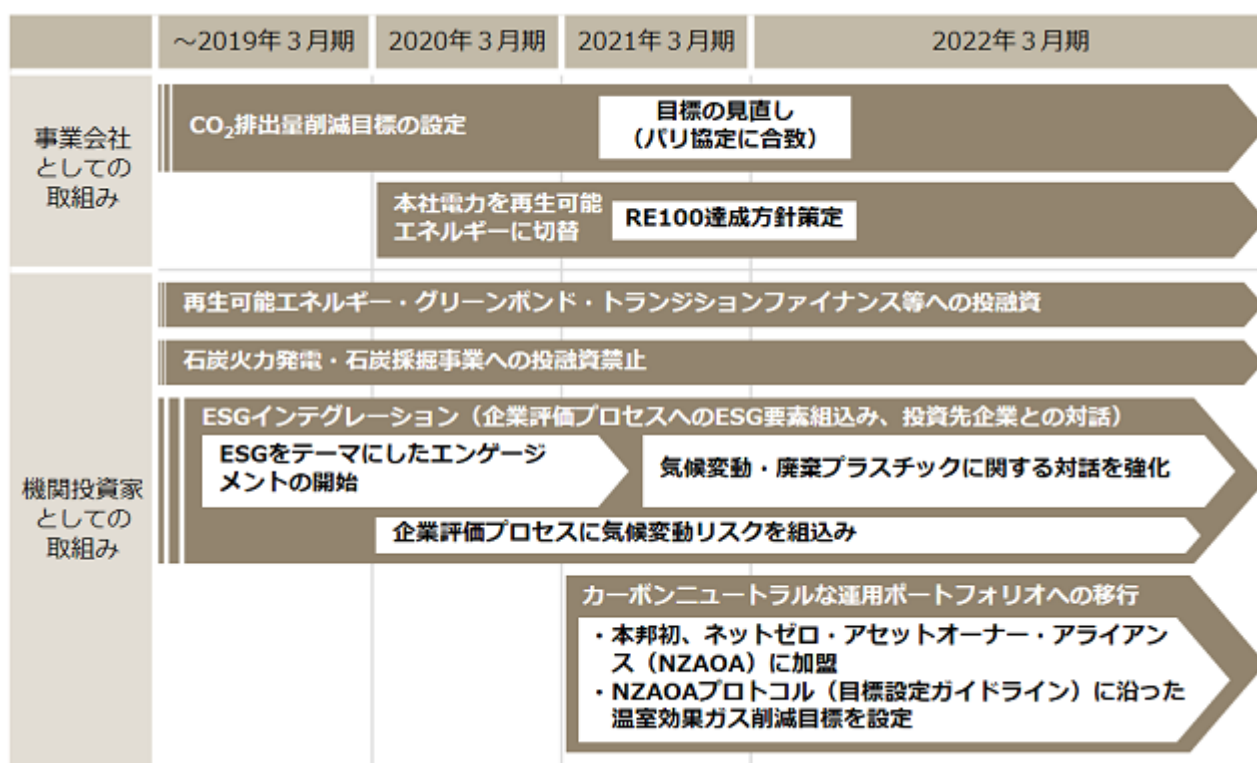 ～2019年３月期
2020年３月期
2021年３月期
2022年３月期
事業会社
としての
取組み
CO₂排出量削減目標の設定
目標の見直し
（パリ協定に合致）
本社電力を再生可能
エネルギーに切替
RE100達成方針策定
機関投資家
としての
取組み
再生可能エネルギー・グリーンボンド・トランジションファイナンス等への投融資
石炭火力発電・石炭採掘事業への投融資禁止
ESGインテグレーション（企業評価プロセスへのESG要素組込み、投資先企業との対話）
ESGをテーマにしたエンゲージ
メントの開始
気候変動・廃棄プラスチックに関する対話を強化
企業評価プロセスに気候変動リスクを組込み
カーボンニュートラルな運用ポートフォリオへの移行
・本邦初、ネットゼロ・アセットオーナー・アライアン
ス（NZAOA）に加盟
・NZAOAプロトコル（目標設定ガイドライン）に沿った
温室効果ガス削減目標を設定